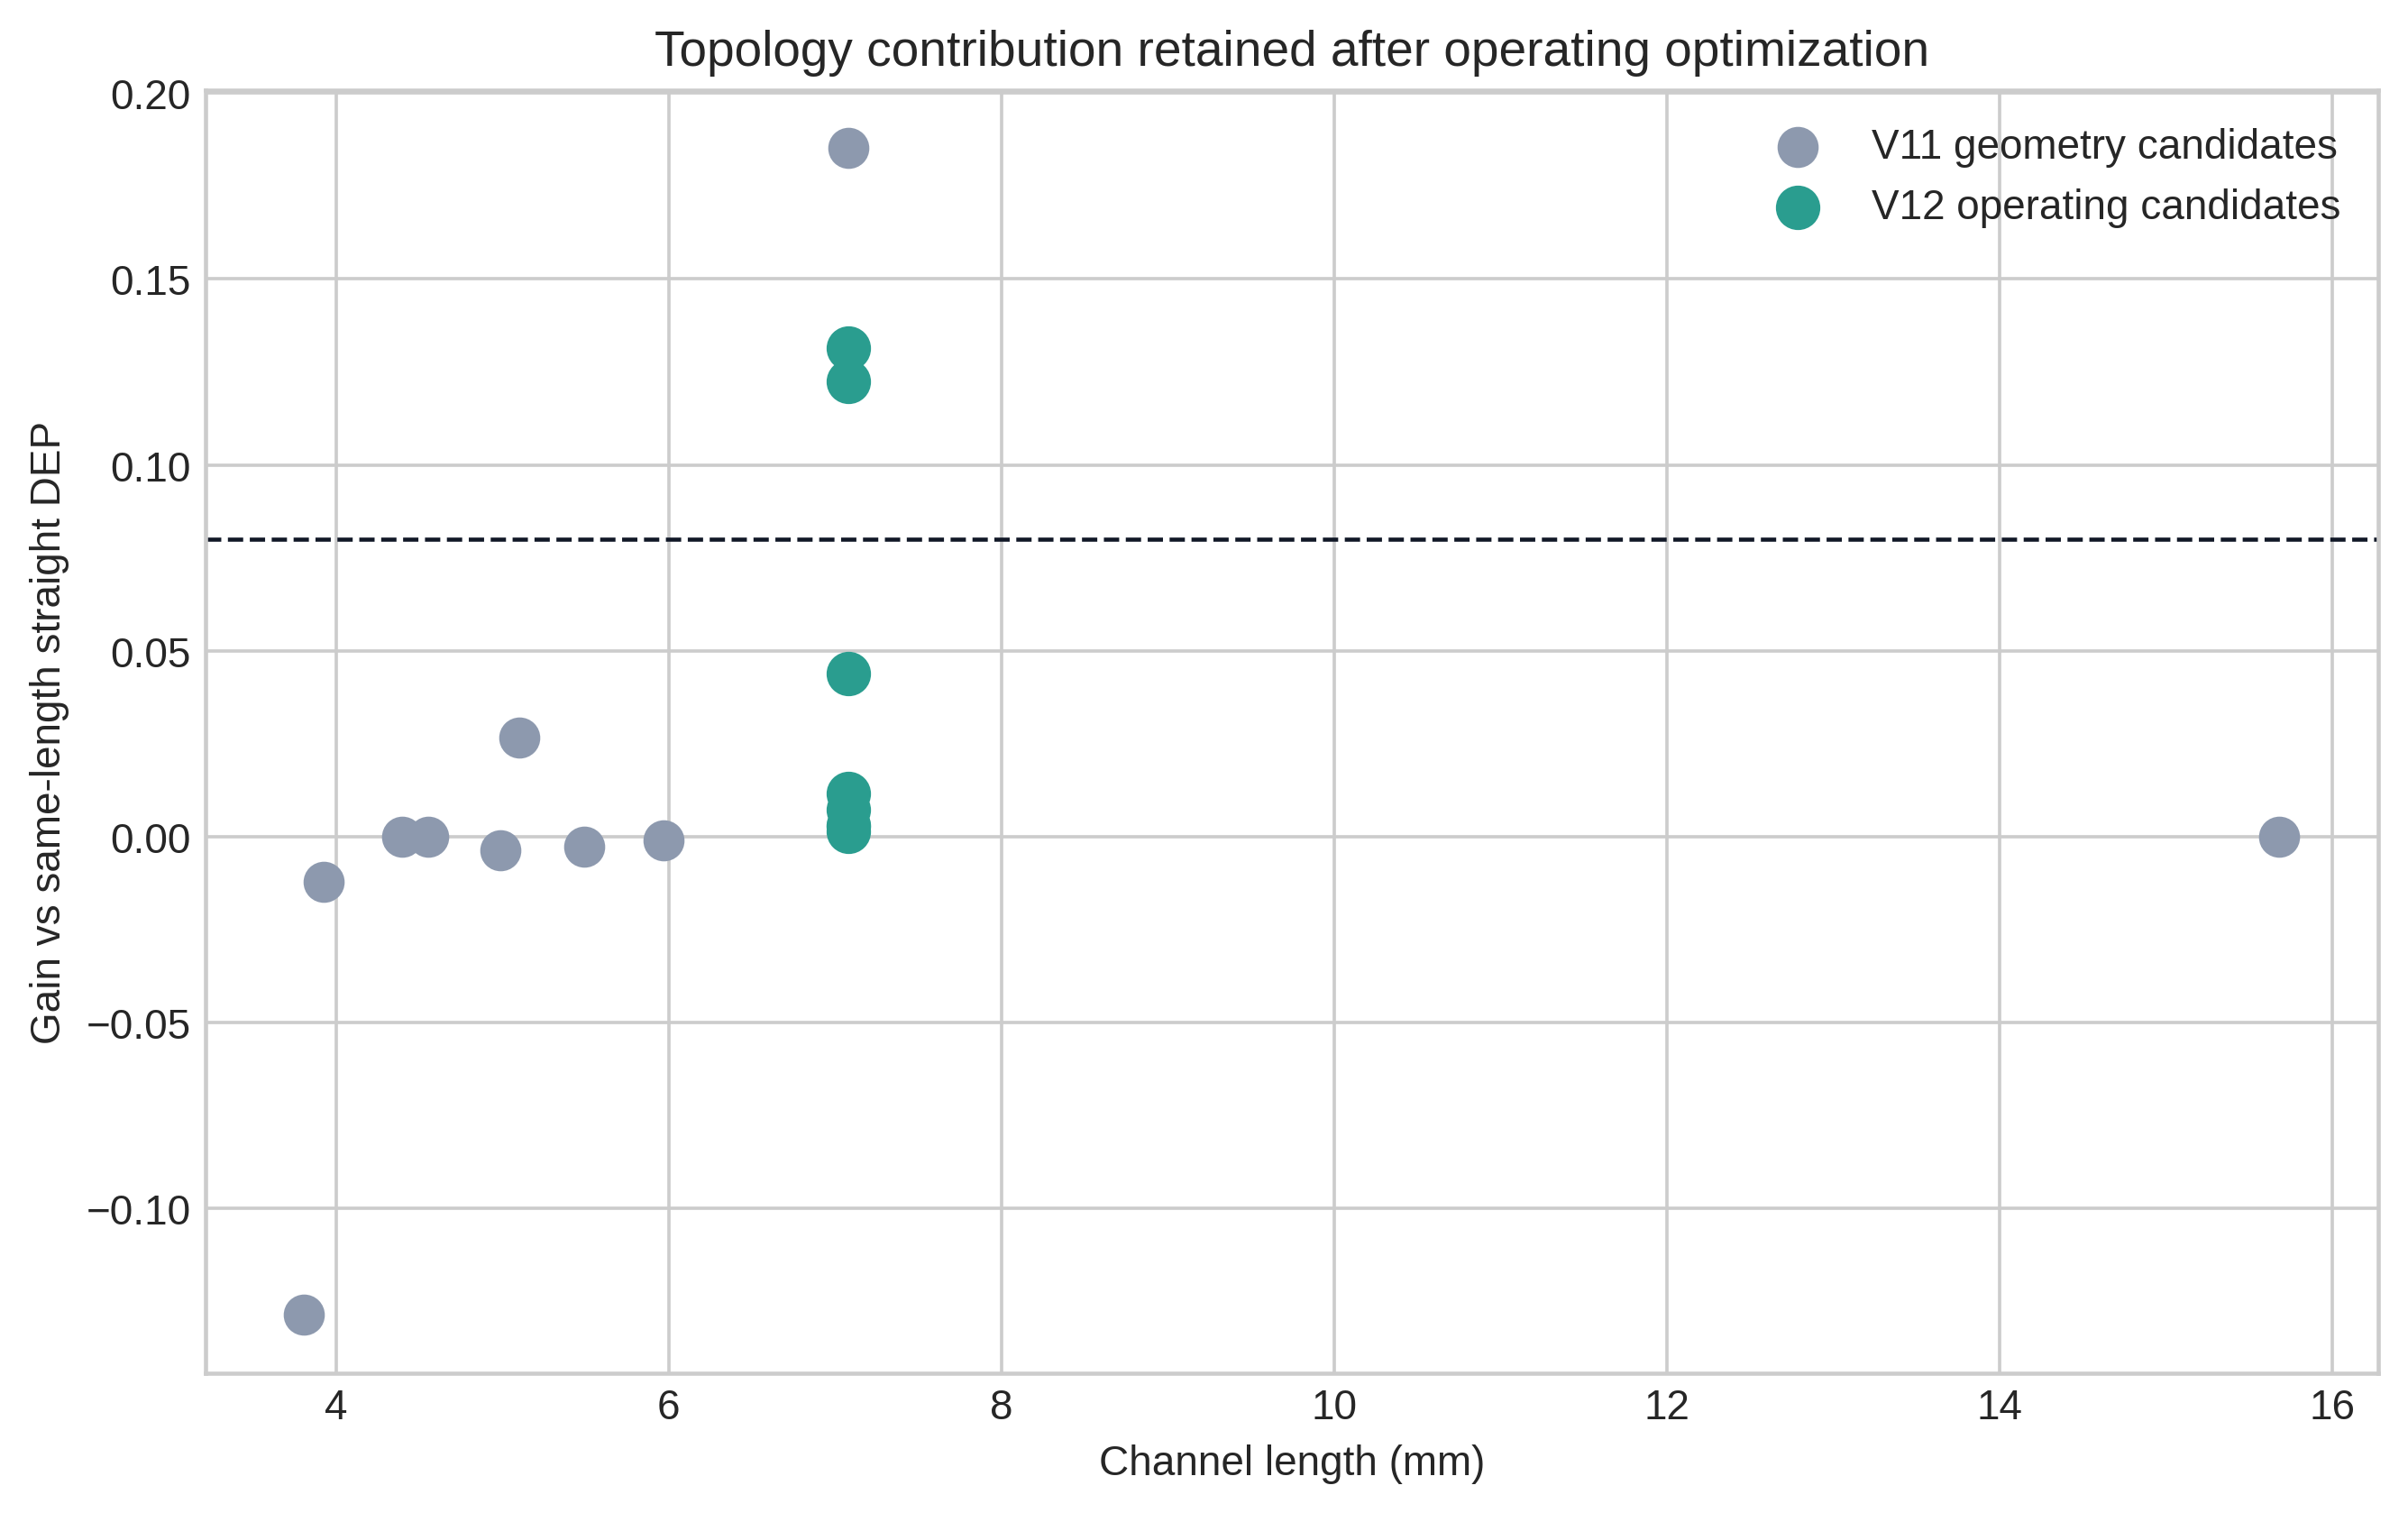 Topology contribution retained after operating optimization
V11 geometry candidates
V12 operating candidates
Gain vs same-length straight DEP
0.20
0.15
0.10
0.05
0.00
−0.05
−0.10
4 6 8 10 12 14 16
Channel length (mm)